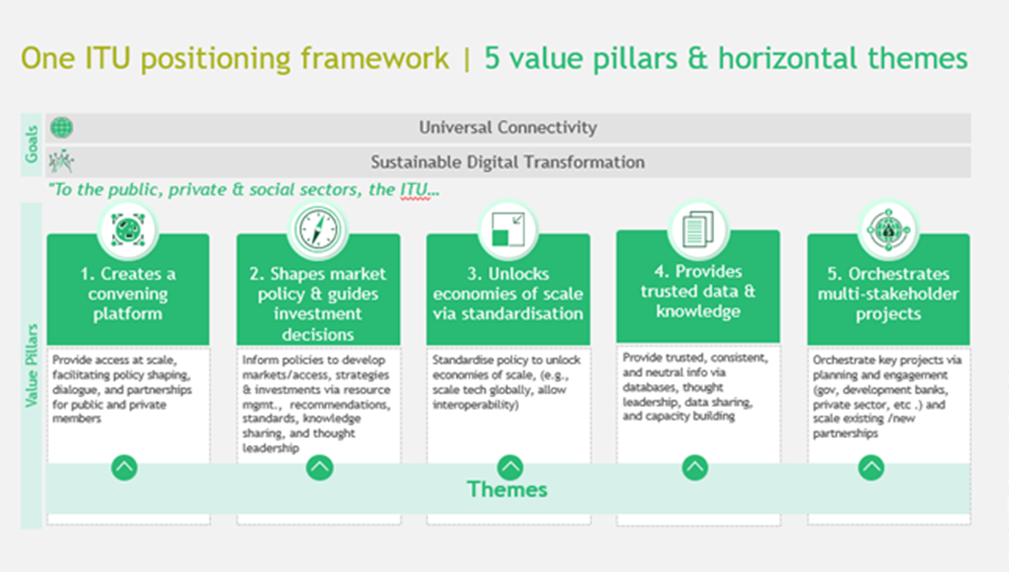 One ITU positioning framework | 5 value pillars & horizontal themes
Goals
Universal Connectivity
Sustainable Digital Transformation
"To the public, private & social sectors, the ITU…
Value Pillars
1. Creates a
convening
platform
Provide access at scale,
facilitating policy shaping,
dialogue, and partnerships
for public and private
members
2. Shapes market
policy & guides
investment
decisions
Inform policies to develop
markets/access, strategies
& investments via resource
mgmt., recommendations,
standards, knowledge
sharing, and thought
leadership
3. Unlocks
economies of scale
via standardisation
Standardise policy to unlock
economies of scale, (e.g.,
scale tech globally, allow
interoperability)
4. Provides
trusted data &
knowledge
Provide trusted, consistent,
and neutral info via
databases, thought
leadership, data sharing,
and capacity building
5. Orchestrates
multi-stakeholder
projects
Orchestrate key projects via
planning and engagement
(gov, development banks,
private sector, etc .) and
scale existing /new
partnerships
Themes